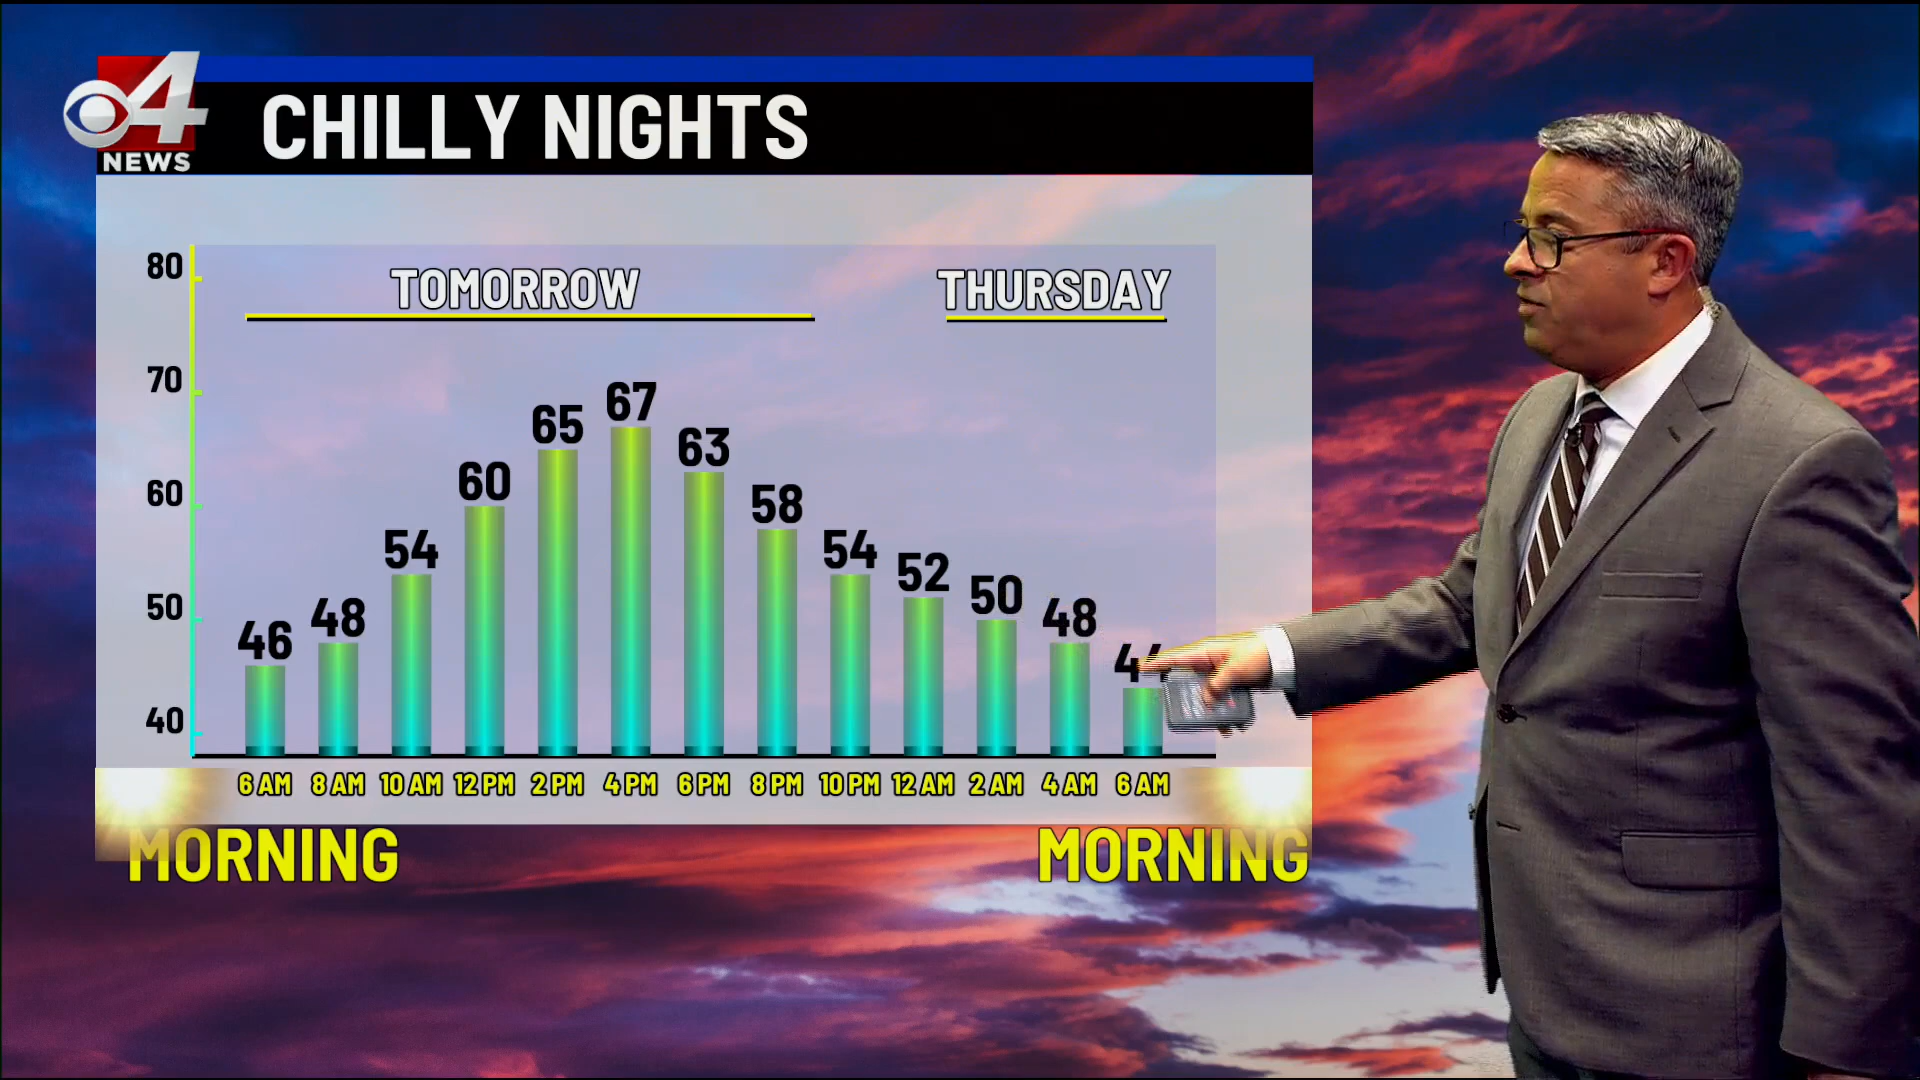 4
NEWS
CHILLY NIGHTS
TOMORROW
THURSDAY
80
70
60
50
40
46
48
54
60
65
67
63
58
54
52
50
48
44
6 AM 8 AM 10 AM 12 PM 2 PM 4 PM 6 PM 8 PM 10 PM 12 AM 2 AM 4 AM 6 AM
MORNING
MORNING